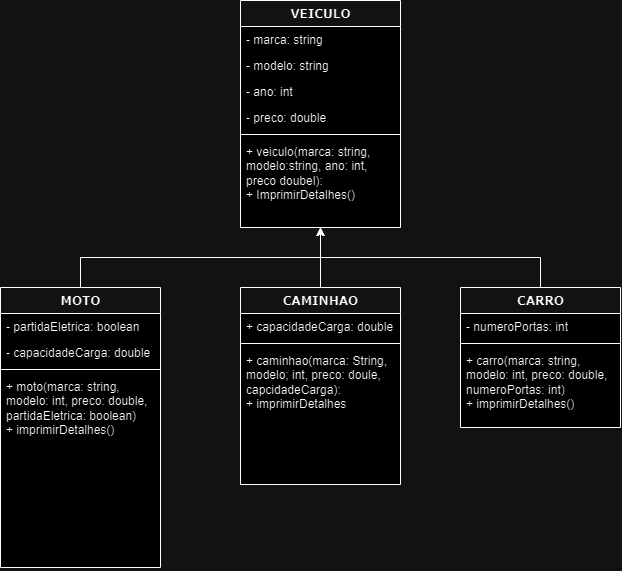 VEICULO
- marca: string
- modelo: string
- ano: int
- preco: double
+ veiculo(marca: string,
modelo:string, ano: int,
preco doubel):
+ ImprimirDetalhes()
MOTO
- partidaEletrica: boolean
- capacidadeCarga: double
+ moto(marca: string,
modelo: int, preco: double,
partidaEletrica: boolean)
+ imprimirDetalhes()
CAMINHAO
+ capacidadeCarga: double
+ caminhao(marca: String,
modelo; int, preco: doule,
capcidadeCarga):
+ imprimirDetalhes
CARRO
- numeroPortas: int
+ carro(marca: string,
modelo: int, preco: double,
numeroPortas: int)
+ imprimirDetalhes()